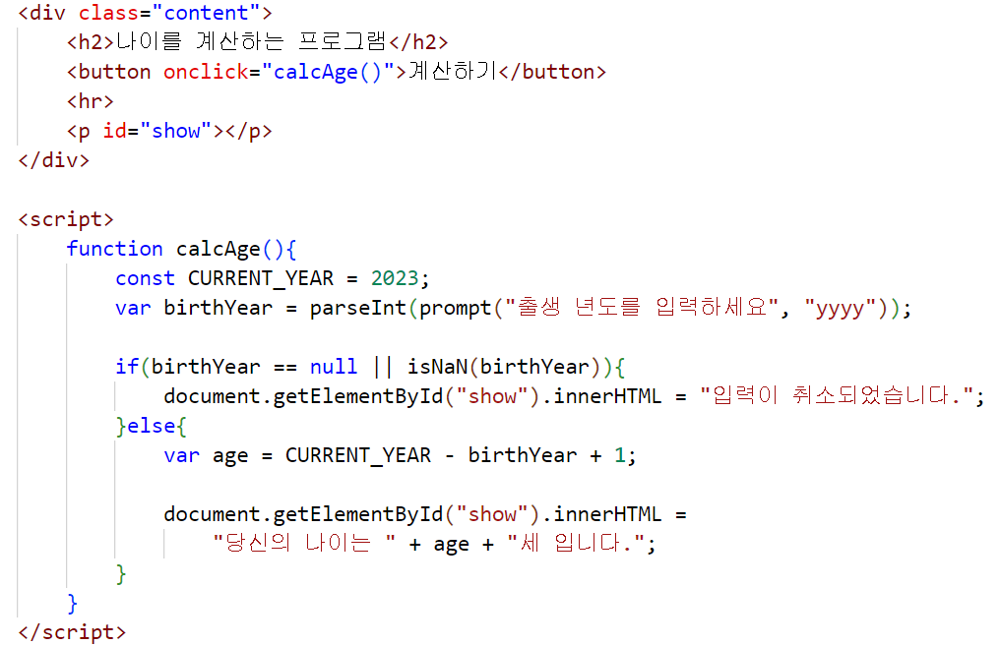 <div class="content">
    <h2>나이를 계산하는 프로그램</h2>
    <button onclick="calcAge()">계산하기</button>
    <hr>
    <p id="show"></p>
</div>

<script>
    function calcAge(){
        const CURRENT_YEAR = 2023;
        var birthYear = parseInt(prompt("출생 년도를 입력하세요", "yyyy"));

        if(birthYear == null || isNaN(birthYear)){
            document.getElementById("show").innerHTML = "입력이 취소되었습니다.";
        }else{
            var age = CURRENT_YEAR - birthYear + 1;

            document.getElementById("show").innerHTML =
                "당신의 나이는 " + age + "세 입니다.";
        }
    }
</script>